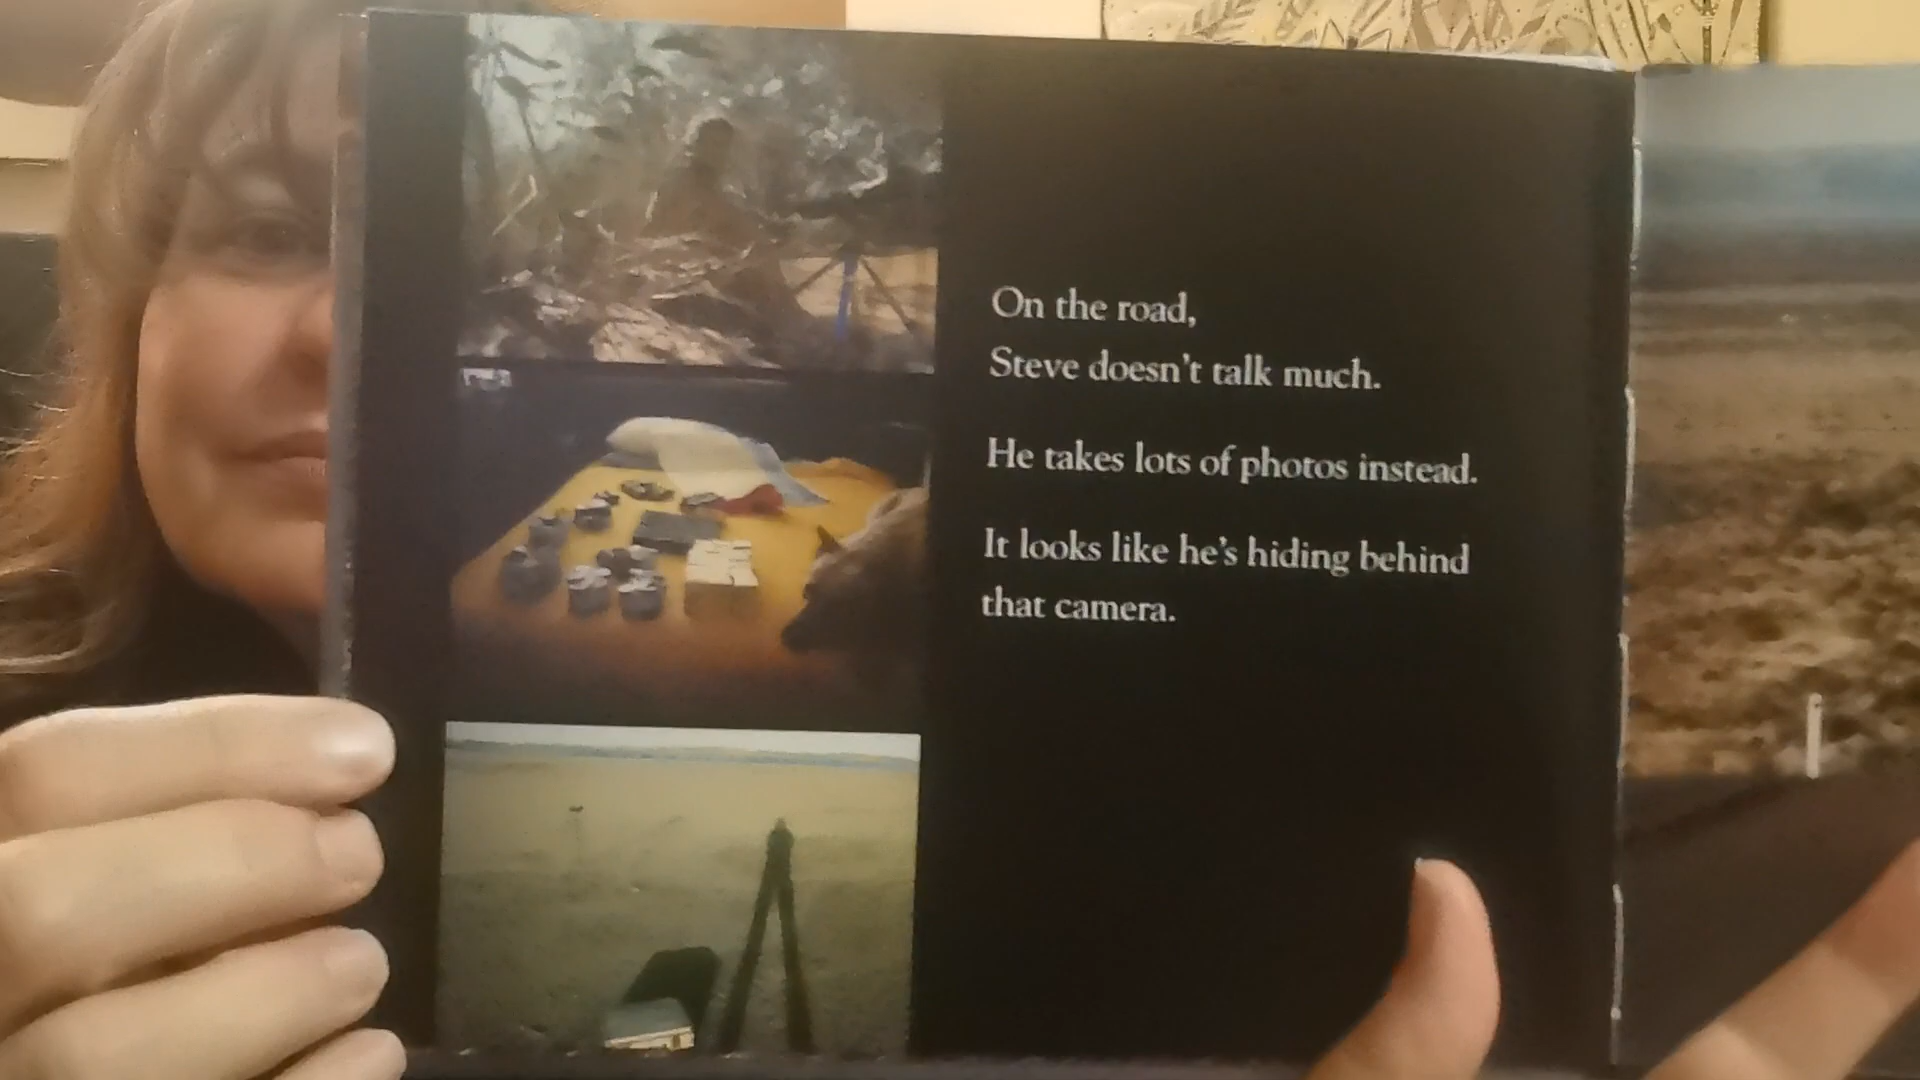 On the road,
Steve doesn't talk much.
He takes lots of photos instead.
It looks like he's hiding behind
that camera.